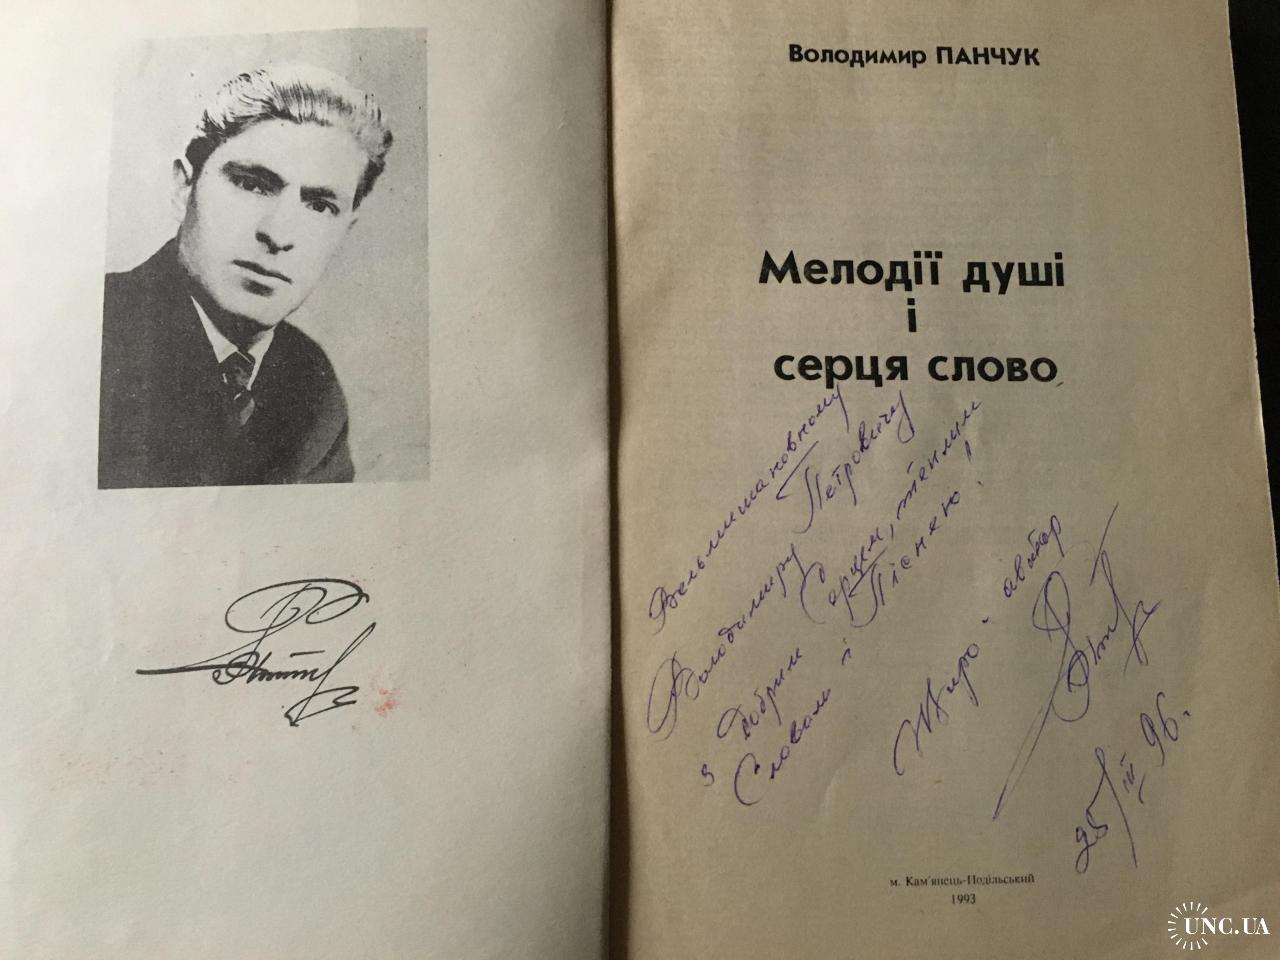 Володимир ПАНЧУК
Мелодії душі
і
серця слово
Вельмишановному
Володимиру Петровичу
з Добрим Серцем, теплим
Словом і Піснею!
Щиро - автор
25/III-96.
м. Кам'янець-Подільський
1993
UNC.UA